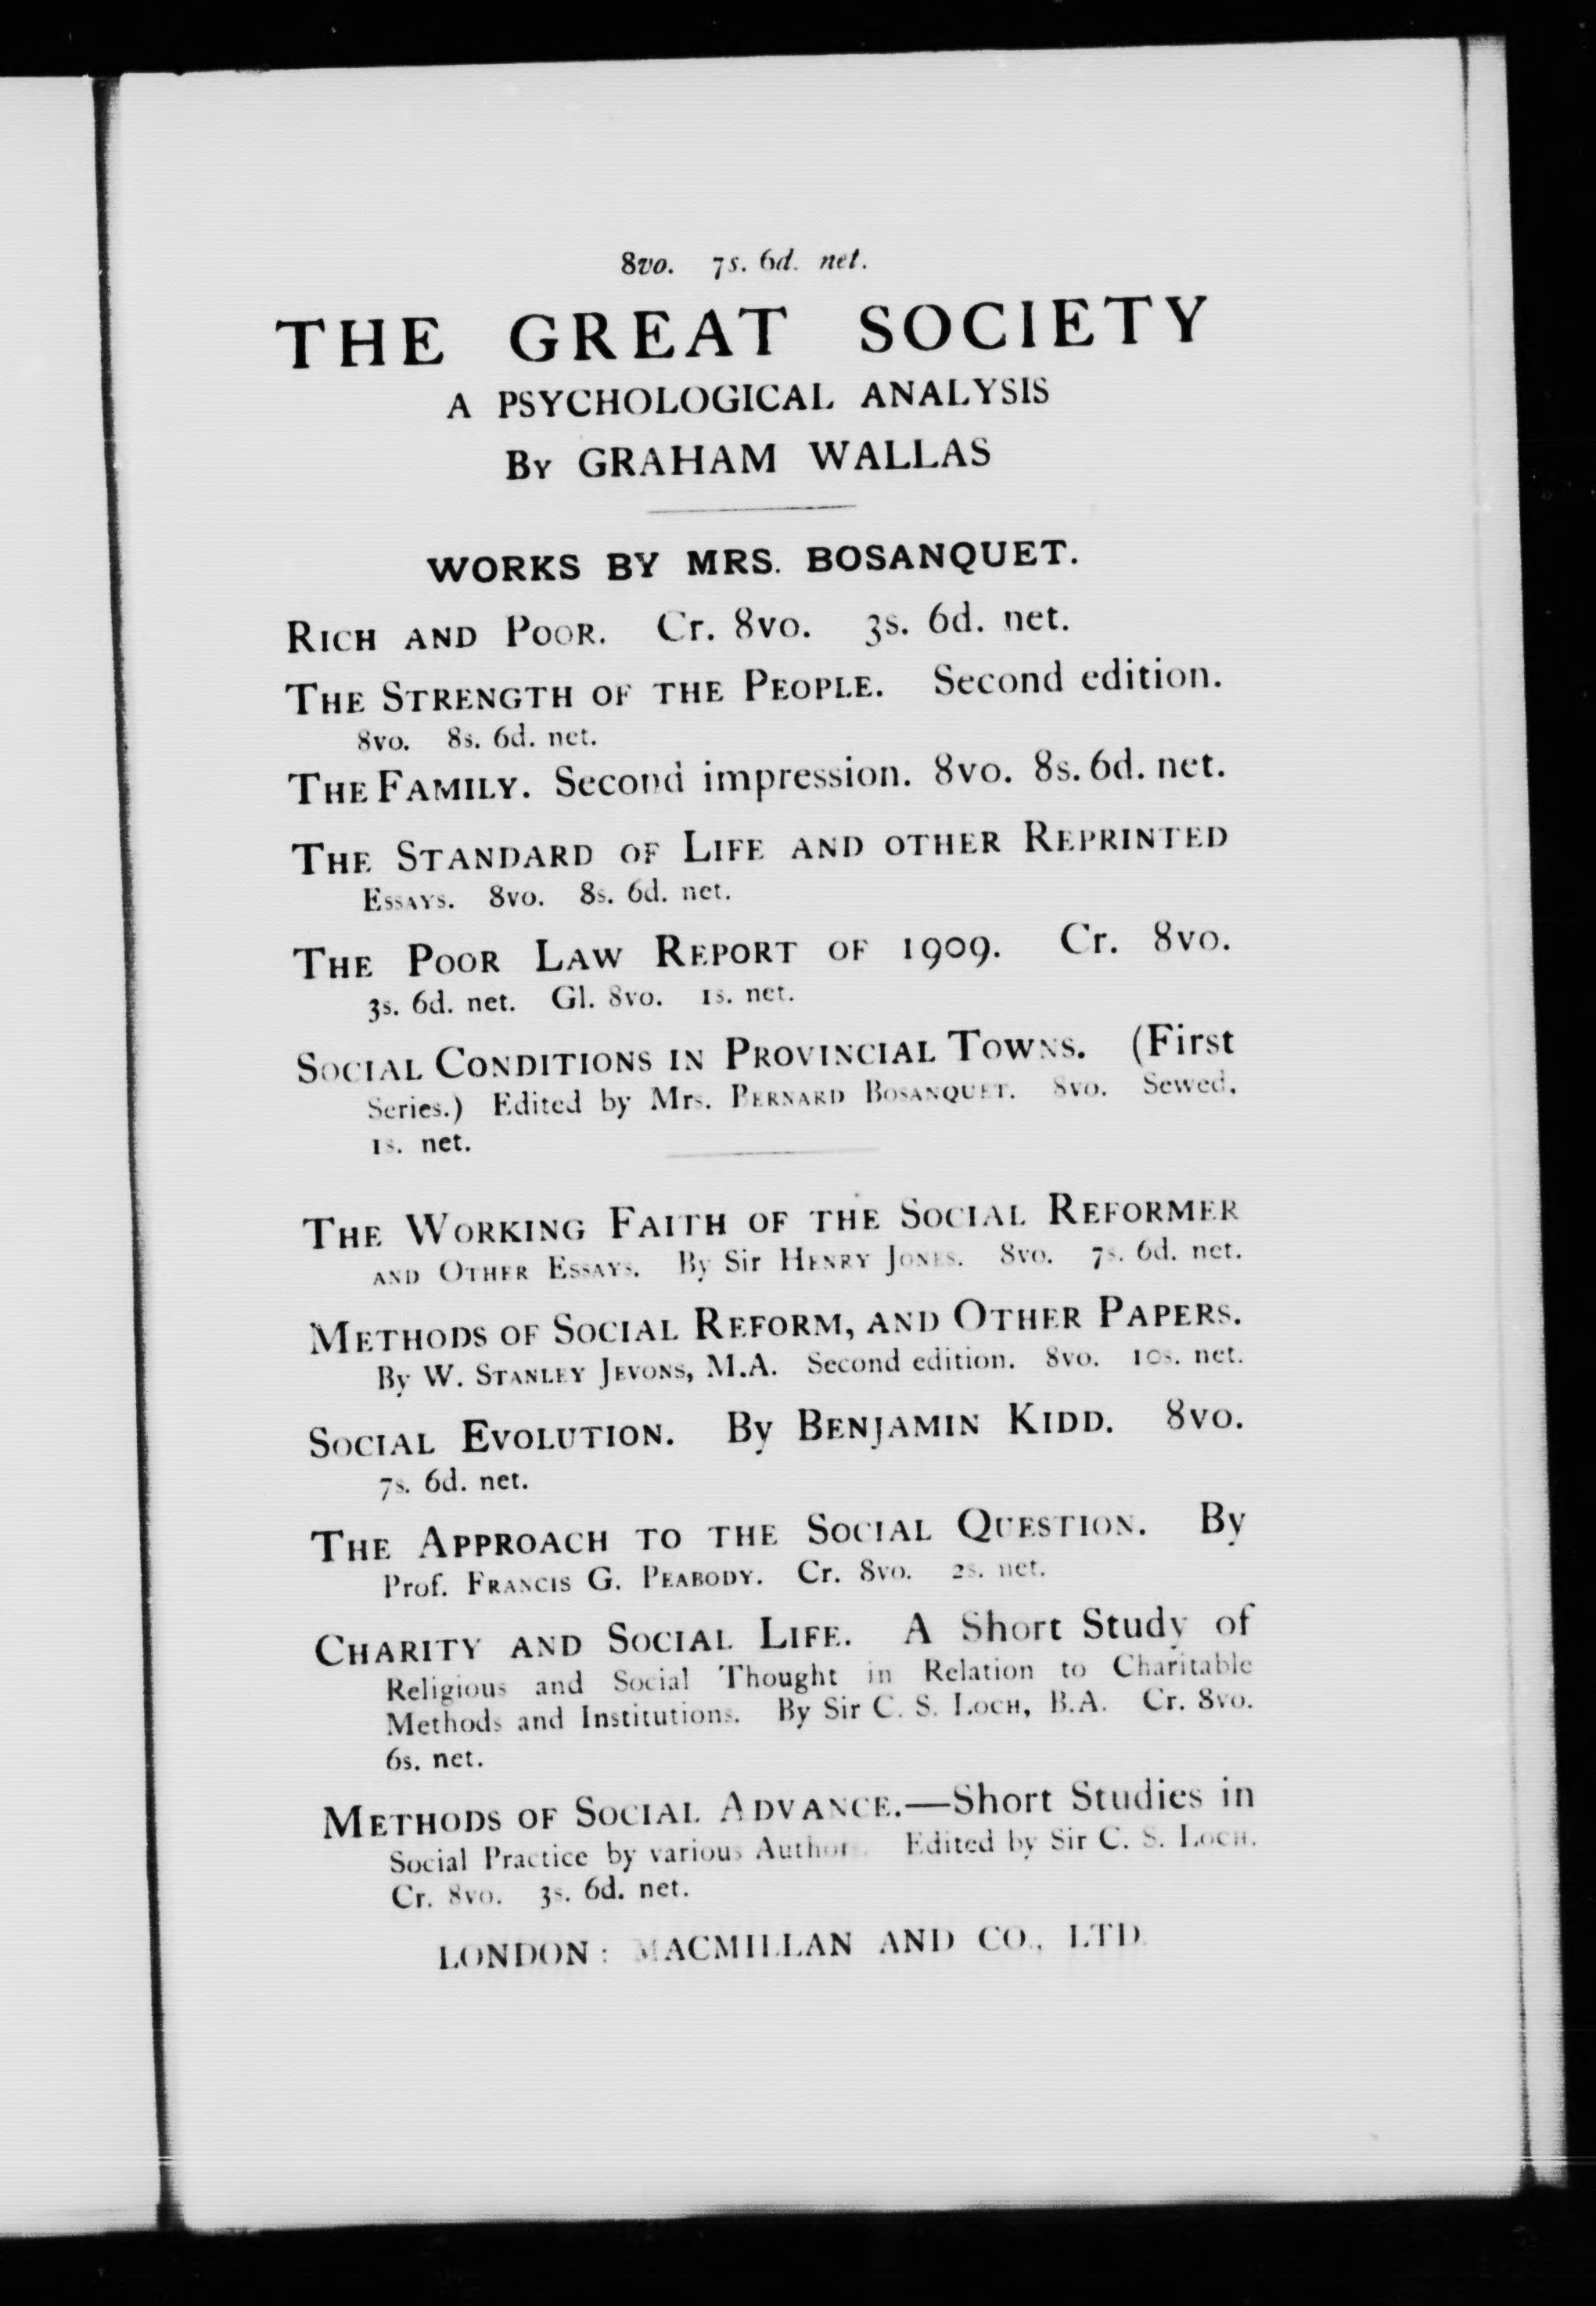 8vo. 7s. 6d. net.
THE GREAT SOCIETY
A PSYCHOLOGICAL ANALYSIS
By GRAHAM WALLAS
WORKS BY MRS. BOSANQUET.
RICH AND POOR. Cr. 8vo. 3s. 6d. net.
THE STRENGTH OF THE PEOPLE. Second edition.
8vo. 8s. 6d. net.
THE FAMILY. Second impression. 8vo. 8s. 6d. net.
THE STANDARD OF LIFE AND OTHER REPRINTED
ESSAYS. 8vo. 8s. 6d. net.
THE POOR LAW REPORT OF 1909. Cr. 8vo.
3s. 6d. net. Gl. 8vo. 1s. net.
SOCIAL CONDITIONS IN PROVINCIAL TOWNS. (First
Series.) Edited by Mrs. BERNARD BOSANQUET. 8vo. Sewed.
1s. net.
THE WORKING FAITH OF THE SOCIAL REFORMER
AND OTHER ESSAYS. By Sir HENRY JONES. 8vo. 7s. 6d. net.
METHODS OF SOCIAL REFORM, AND OTHER PAPERS.
By W. STANLEY JEVONS, M.A. Second edition. 8vo. 10s. net.
SOCIAL EVOLUTION. By BENJAMIN KIDD. 8vo.
7s. 6d. net.
THE APPROACH TO THE SOCIAL QUESTION. By
Prof. FRANCIS G. PEABODY. Cr. 8vo. 2s. net.
CHARITY AND SOCIAL LIFE. A Short Study of
Religious and Social Thought in Relation to Charitable
Methods and Institutions. By Sir C. S. LOCH, B.A. Cr. 8vo.
6s. net.
METHODS OF SOCIAL ADVANCE.—Short Studies in
Social Practice by various Authors. Edited by Sir C. S. LOCH.
Cr. 8vo. 3s. 6d. net.
LONDON: MACMILLAN AND CO., LTD.